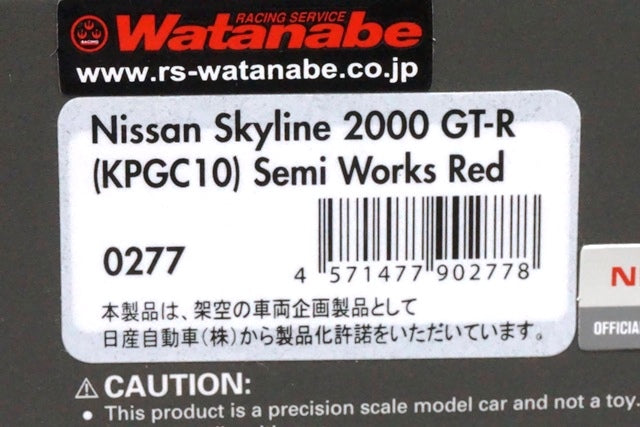 RACING SERVICE
Watanabe
www.rs-watanabe.co.jp
Nissan Skyline 2000 GT-R
(KPGC10) Semi Works Red
0277
4 571477 902778
本製品は、架空の車両企画製品として
日産自動車(株)から製品化許諾をいただいています。
⚠ CAUTION:
• This product is a precision scale model car and not a toy.